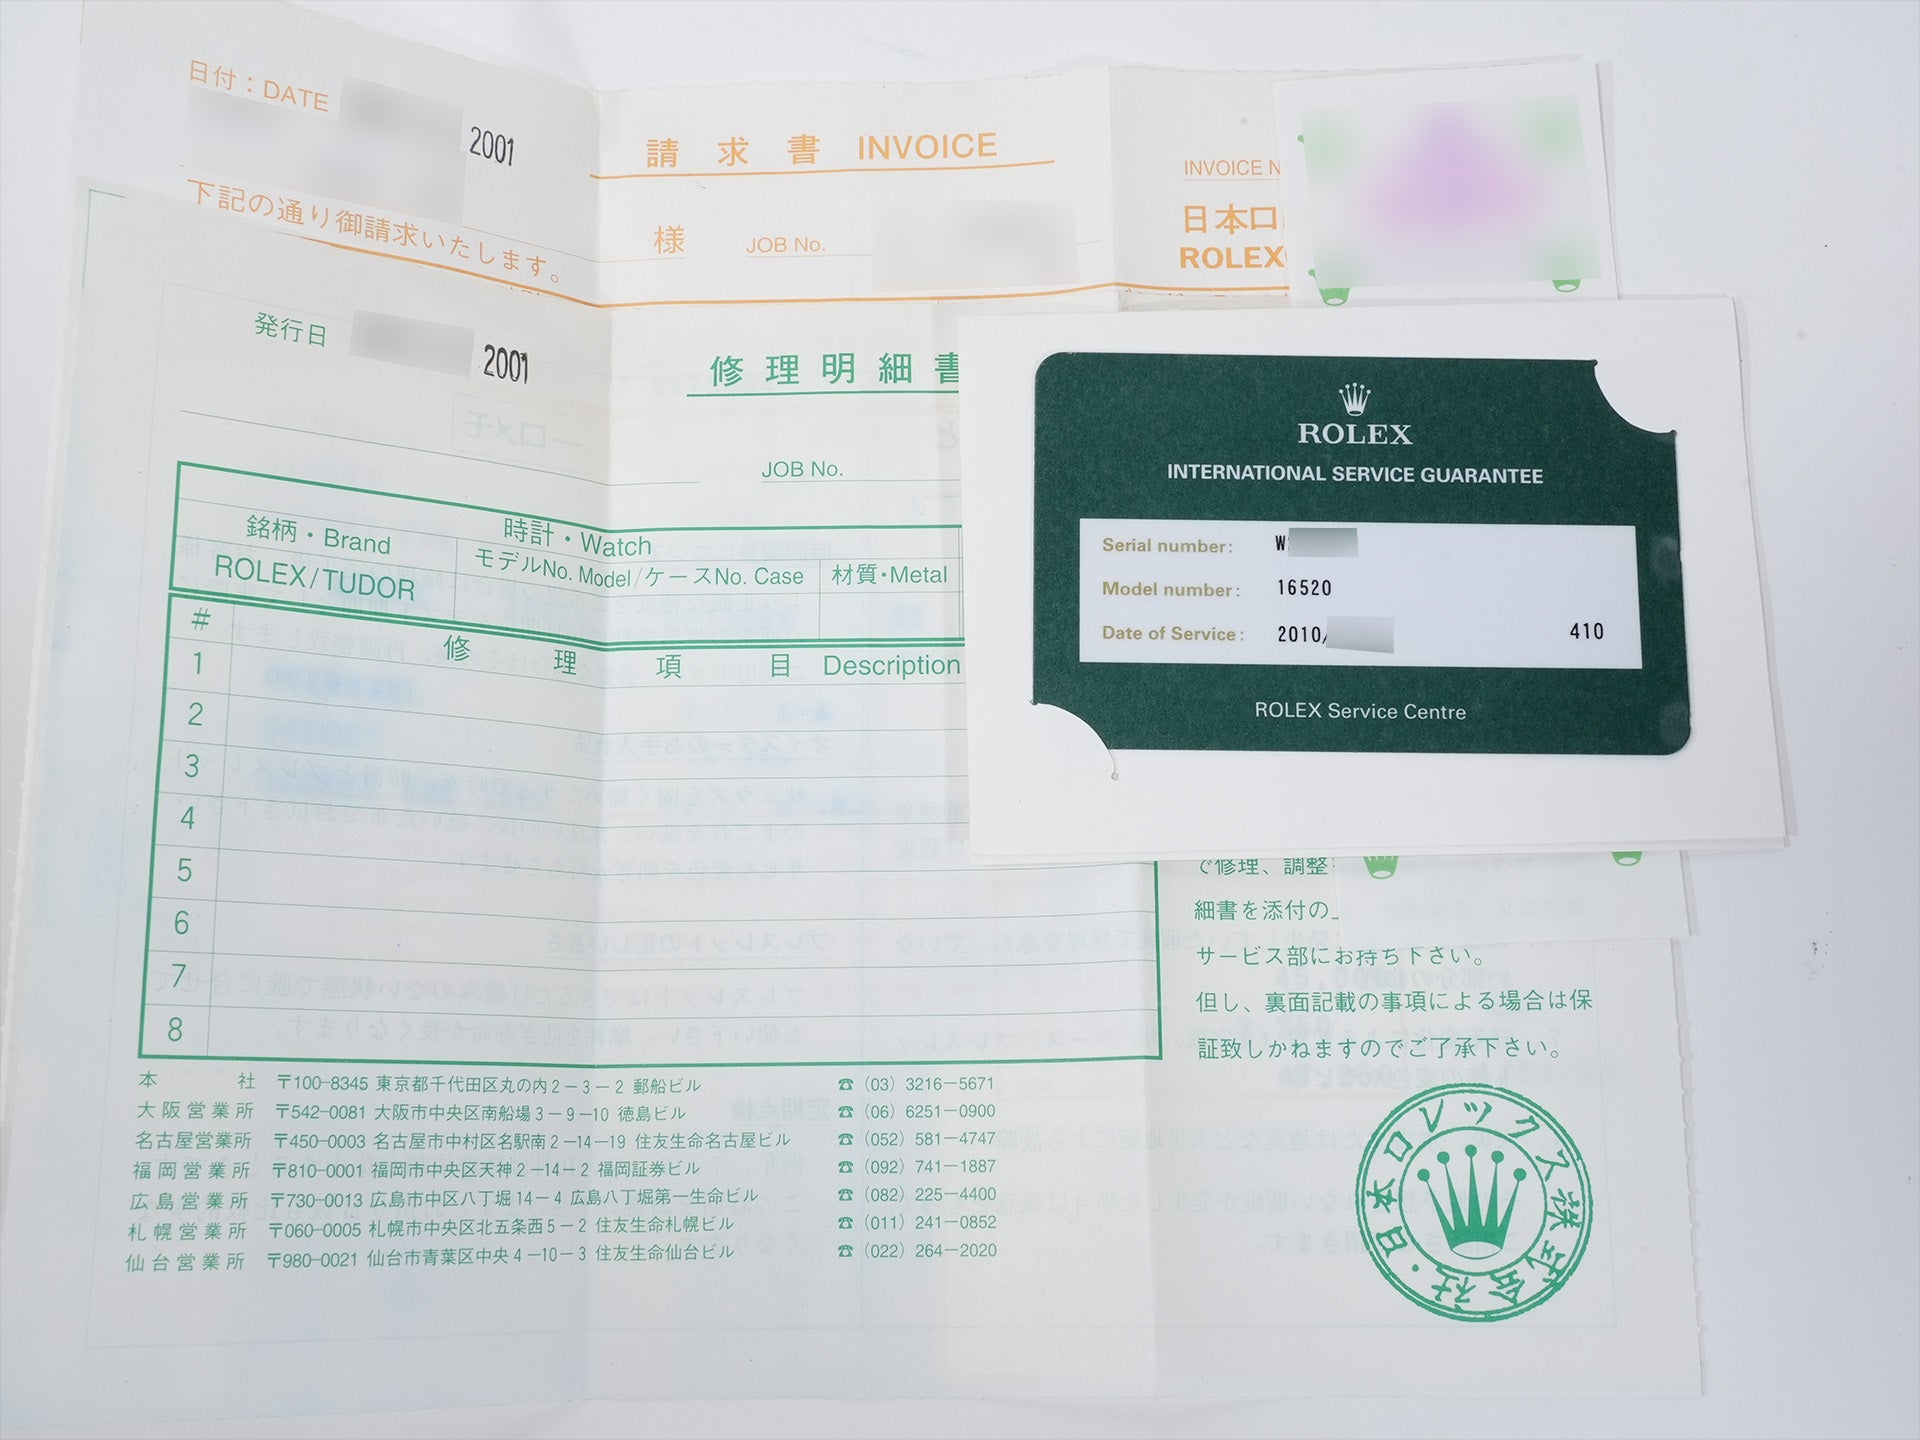 日付：DATE
2001
請求書 INVOICE
INVOICE N
様
JOB No.
日本ロ
ROLEX
下記の通り御請求いたします。
発行日
2001
修理明細書
JOB No.
時計・Watch
銘柄・Brand
モデルNo. Model/ケースNo. Case
材質・Metal
ROLEX/TUDOR
#
修理項目 Description
1
2
3
4
5
6
7
8
ROLEX
INTERNATIONAL SERVICE GUARANTEE
Serial number: W
Model number: 16520
Date of Service: 2010/ 410
ROLEX Service Centre
で修理、調整
細書を添付の
サービス部にお持ち下さい。
但し、裏面記載の事項による場合は保
証致しかねますのでご了承下さい。
本社 〒100-8345 東京都千代田区丸の内2-3-2 郵船ビル ☎ (03) 3216-5671
大阪営業所 〒542-0081 大阪市中央区南船場3-9-10 徳島ビル ☎ (06) 6251-0900
名古屋営業所 〒450-0003 名古屋市中村区名駅南2-14-19 住友生命名古屋ビル ☎ (052) 581-4747
福岡営業所 〒810-0001 福岡市中央区天神2-14-2 福岡証券ビル ☎ (092) 741-1887
広島営業所 〒730-0013 広島市中区八丁堀14-4 広島八丁堀第一生命ビル ☎ (082) 225-4400
札幌営業所 〒060-0005 札幌市中央区北五条西5-2 住友生命札幌ビル ☎ (011) 241-0852
仙台営業所 〒980-0021 仙台市青葉区中央4-10-3 住友生命仙台ビル ☎ (022) 264-2020
日本ロレックス株式会社・